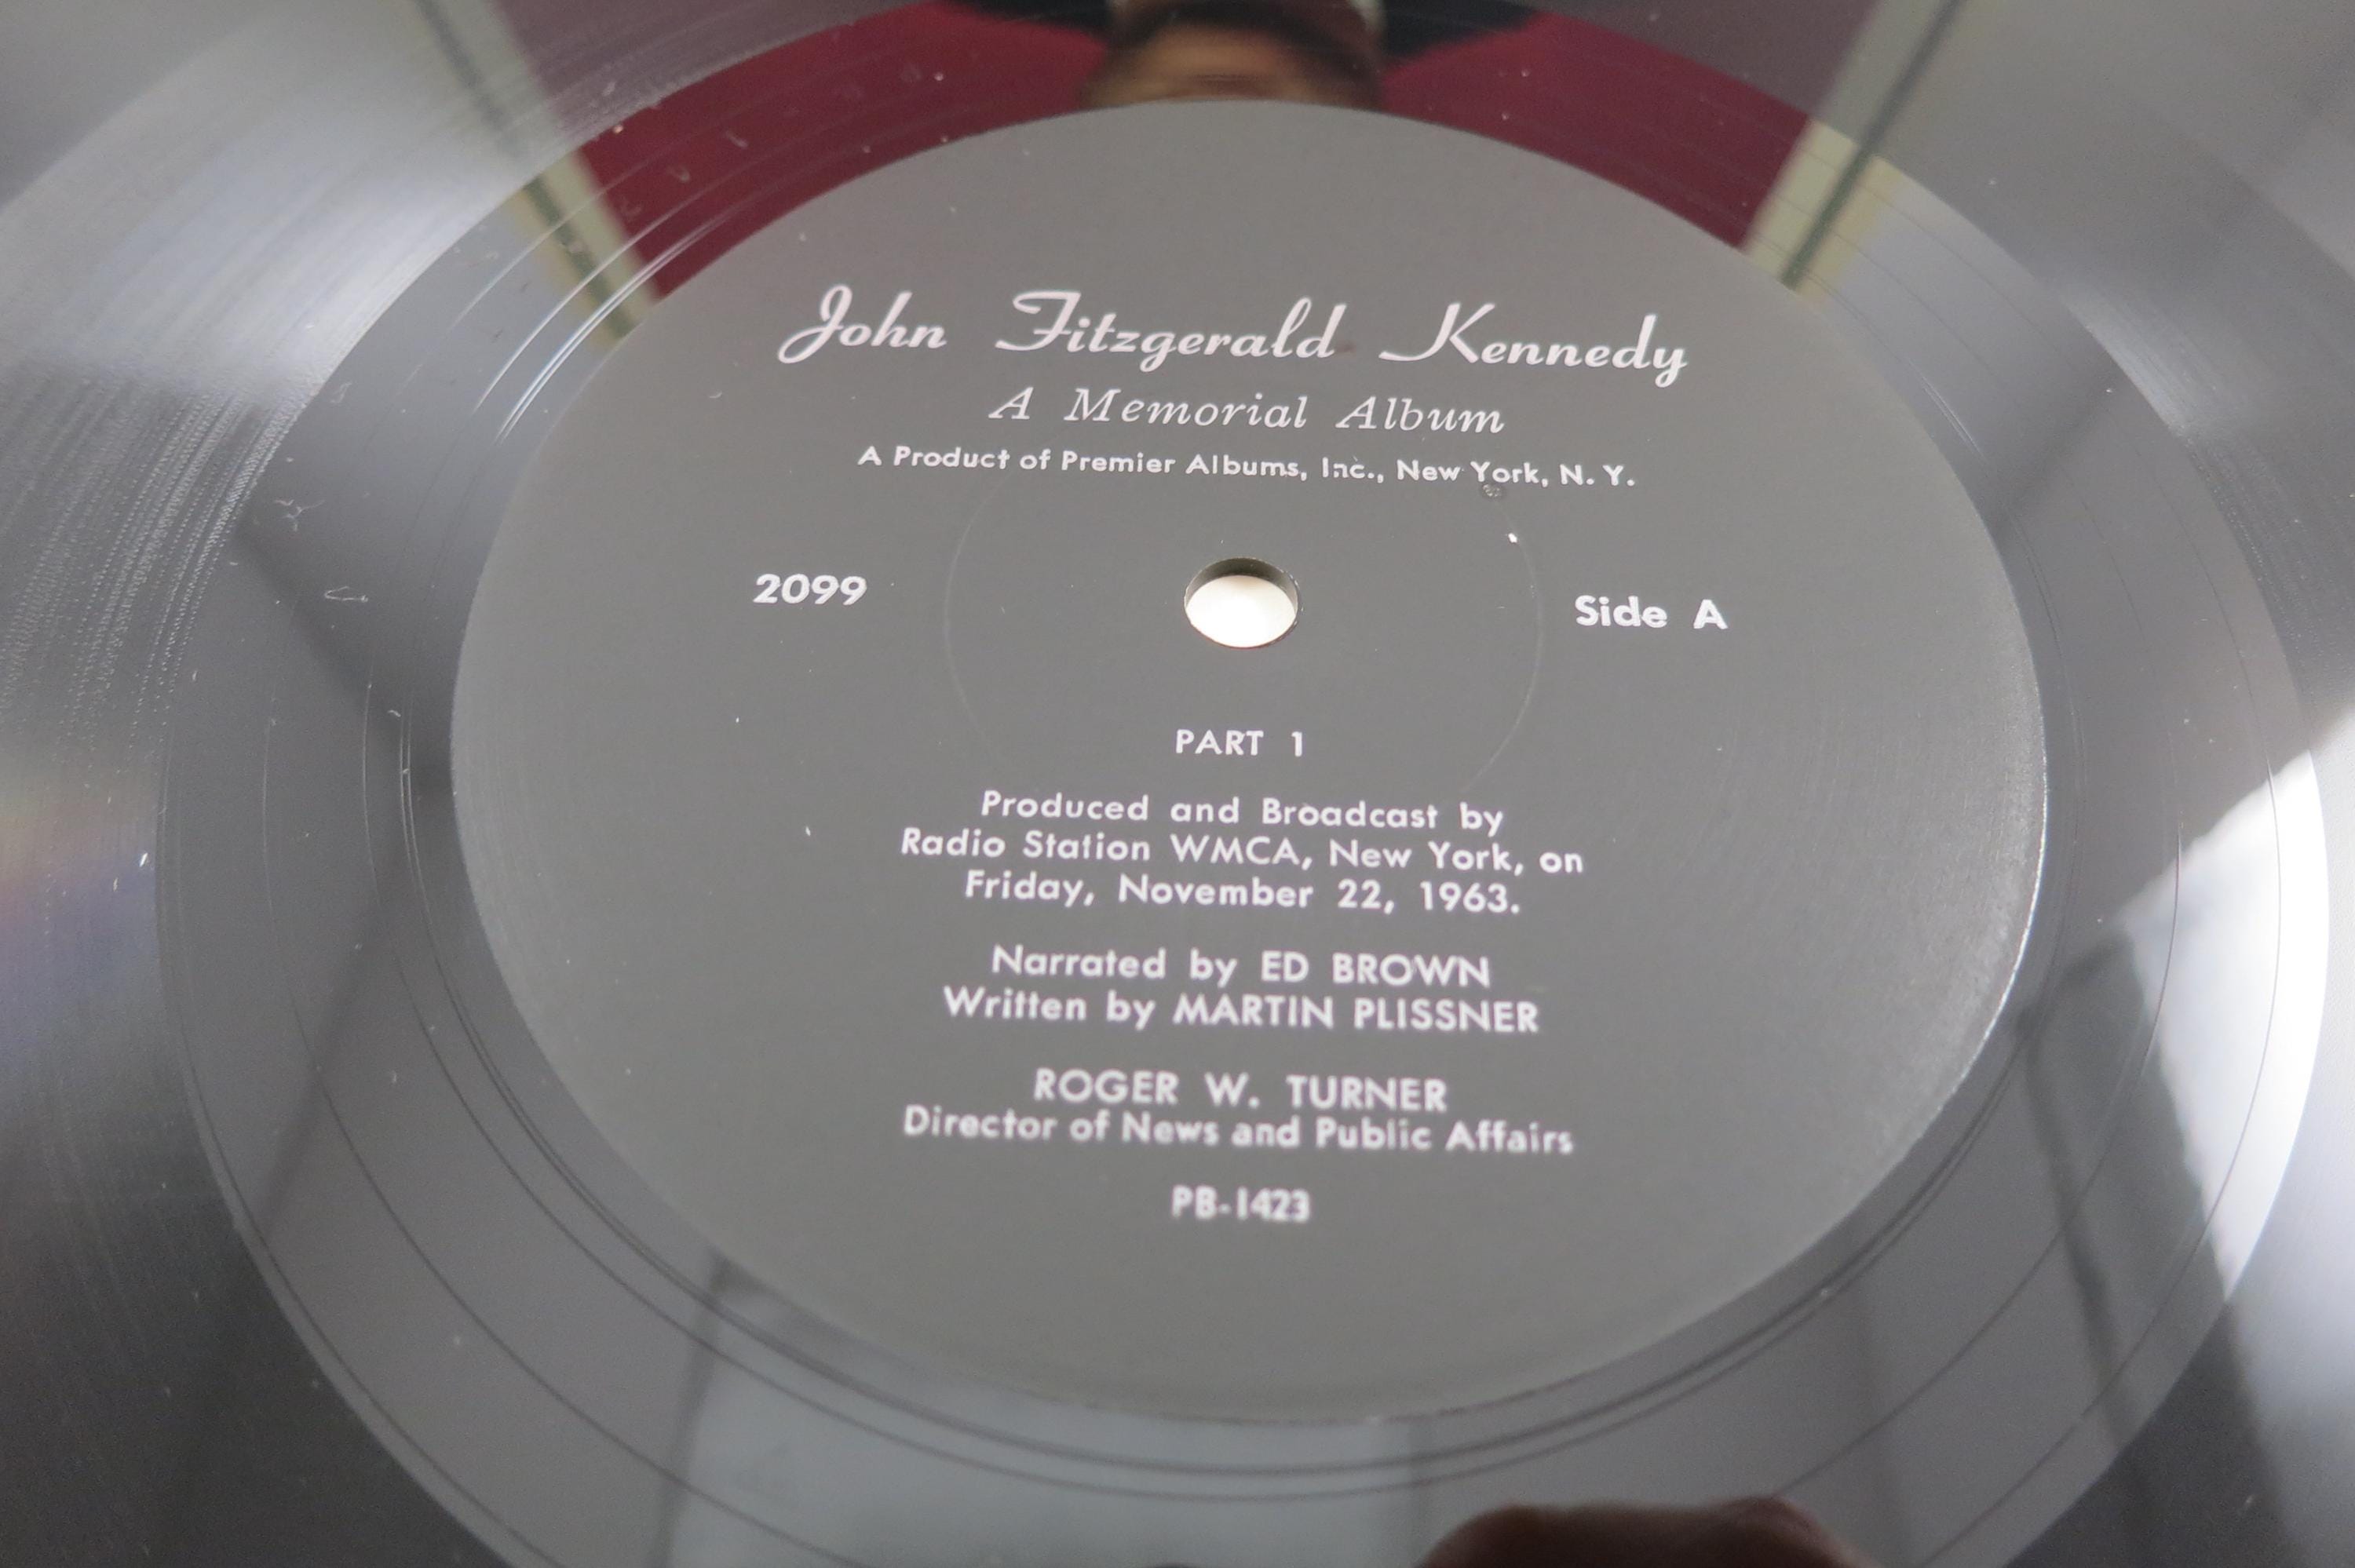 John Fitzgerald Kennedy
A Memorial Album
A Product of Premier Albums, Inc., New York, N. Y.
2099
Side A
PART 1
Produced and Broadcast by
Radio Station WMCA, New York, on
Friday, November 22, 1963.
Narrated by ED BROWN
Written by MARTIN PLISSNER
ROGER W. TURNER
Director of News and Public Affairs
PB-1423